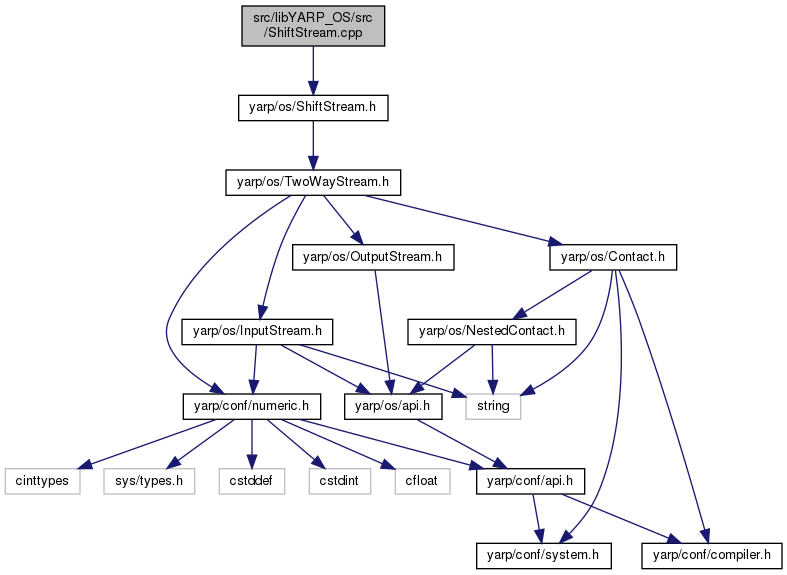 src/libYARP_OS/src
/ShiftStream.cpp
yarp/os/ShiftStream.h
yarp/os/TwoWayStream.h
yarp/os/OutputStream.h
yarp/os/Contact.h
yarp/os/InputStream.h
yarp/os/NestedContact.h
yarp/conf/numeric.h
yarp/os/api.h
string
cinttypes
sys/types.h
cstddef
cstdint
cfloat
yarp/conf/api.h
yarp/conf/system.h
yarp/conf/compiler.h